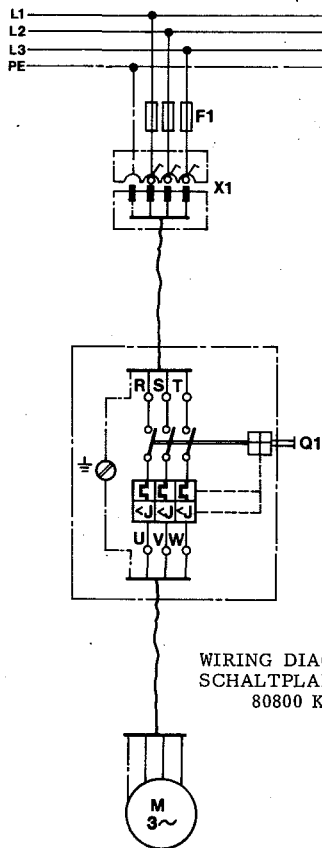 L1
L2
L3
PE
F1
X1
R S T
Q1
<J <J <J
U V W
WIRING DIAG
SCHALTPLA
80800 K
M
3~